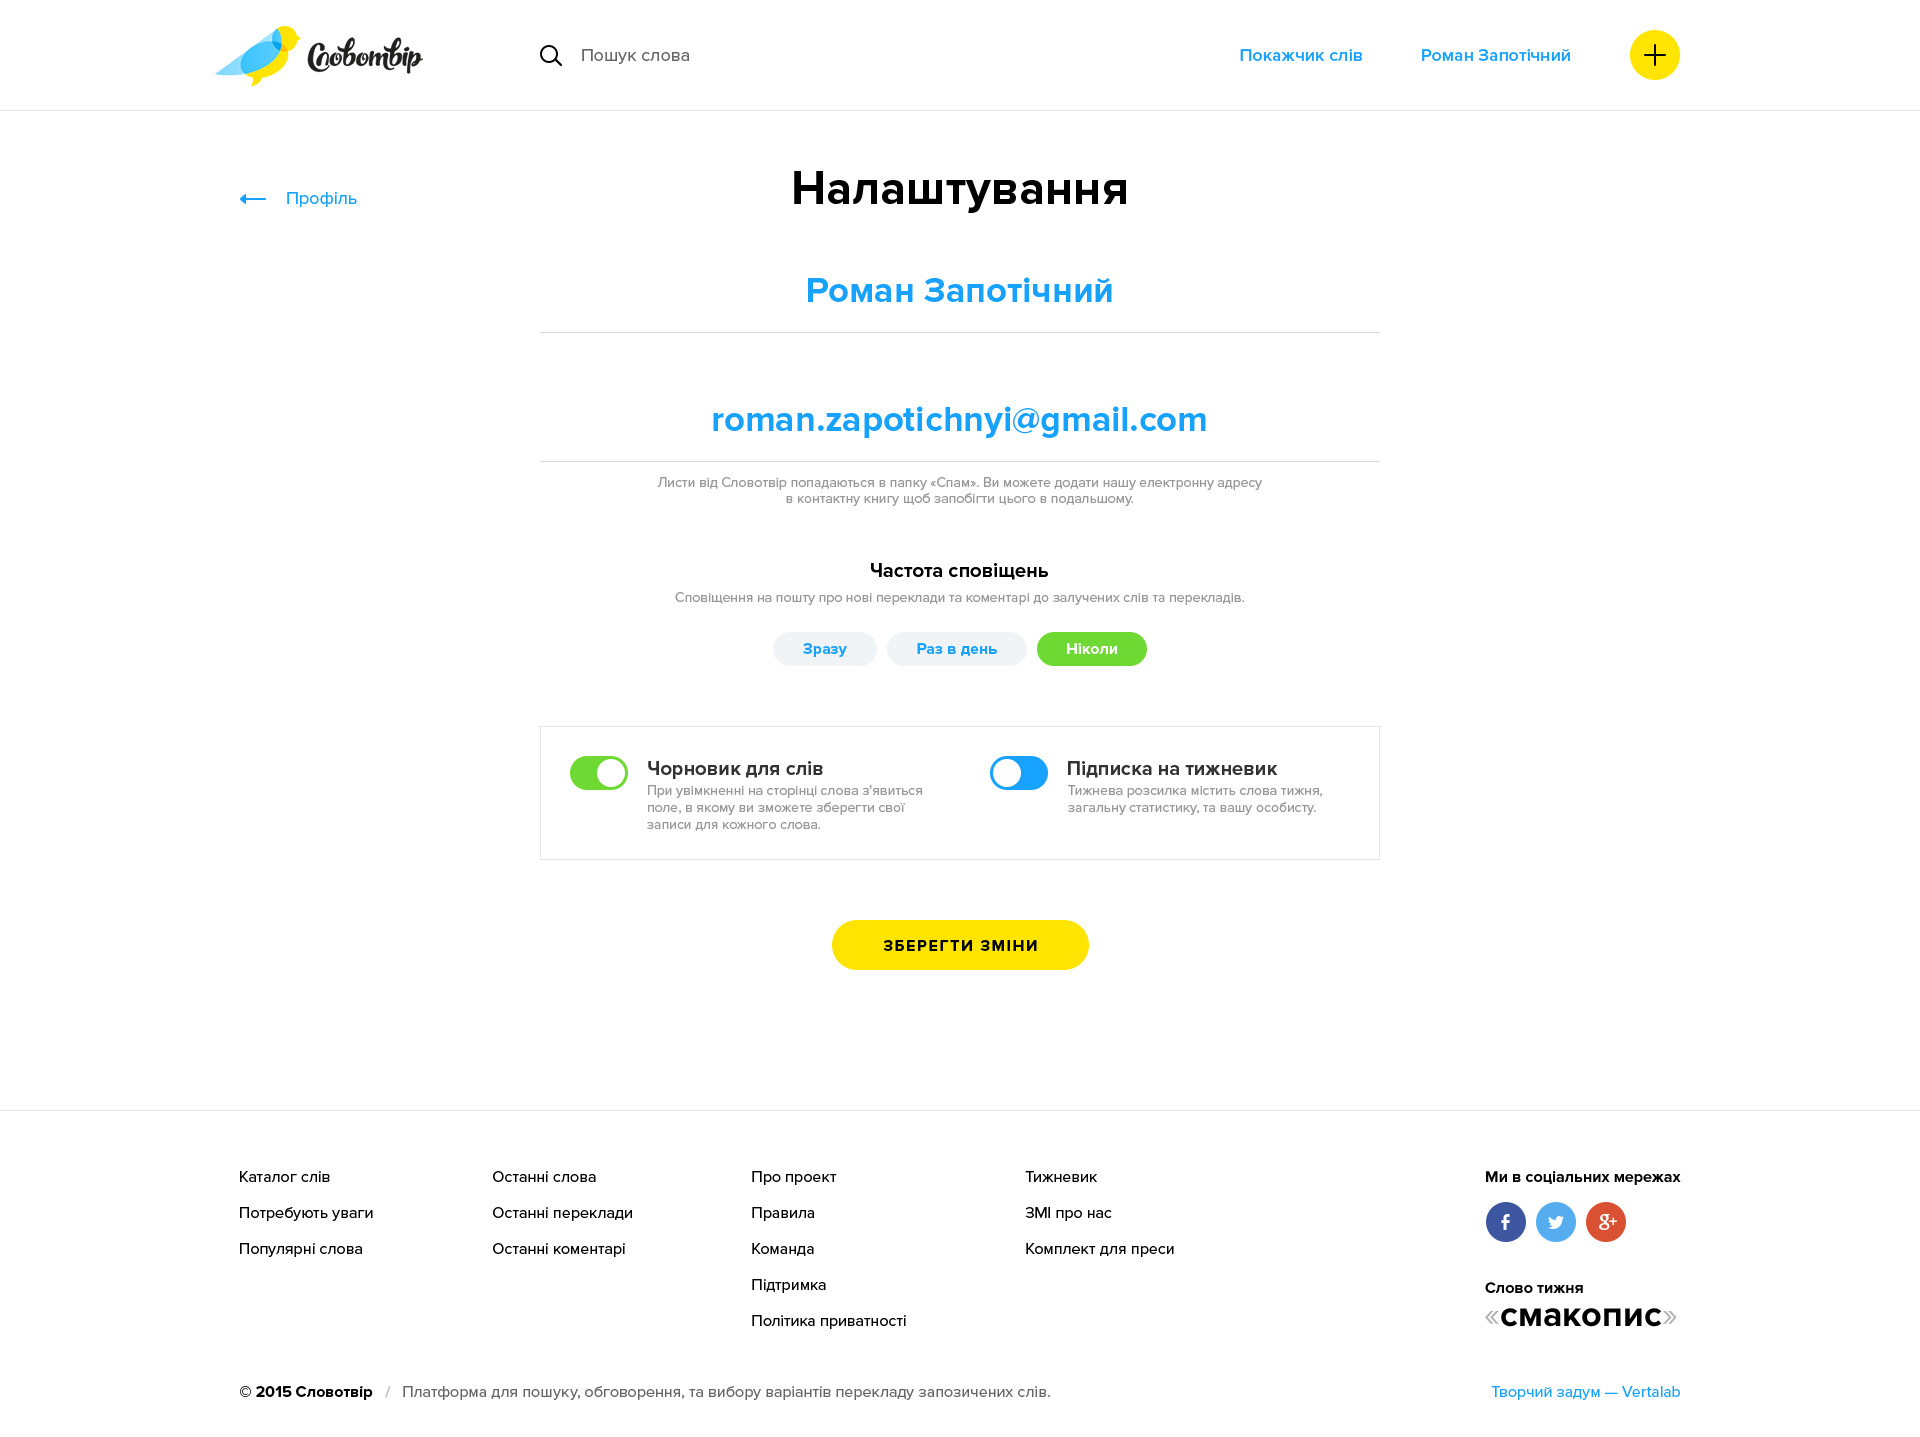 Словотвір
Пошук слова
Покажчик слів
Роман Запотічний
Профіль
Налаштування
Роман Запотічний
roman.zapotichnyi@gmail.com
Листи від Словотвір попадаються в папку «Спам». Ви можете додати нашу електронну адресу
в контактну книгу щоб запобігти цього в подальшому.
Частота сповіщень
Сповіщення на пошту про нові переклади та коментарі до залучених слів та перекладів.
Зразу
Раз в день
Ніколи
Чорновик для слів
При увімкненні на сторінці слова з'явиться
поле, в якому ви зможете зберегти свої
записи для кожного слова.
Підписка на тижневик
Тижнева розсилка містить слова тижня,
загальну статистику, та вашу особисту.
ЗБЕРЕГТИ ЗМІНИ
Каталог слів
Потребують уваги
Популярні слова
Останні слова
Останні переклади
Останні коментарі
Про проект
Правила
Команда
Підтримка
Політика приватності
Тижневик
ЗМІ про нас
Комплект для преси
Ми в соціальних мережах
Слово тижня
«смакопис»
© 2015 Словотвір / Платформа для пошуку, обговорення, та вибору варіантів перекладу запозичених слів.
Творчий задум — Vertalab